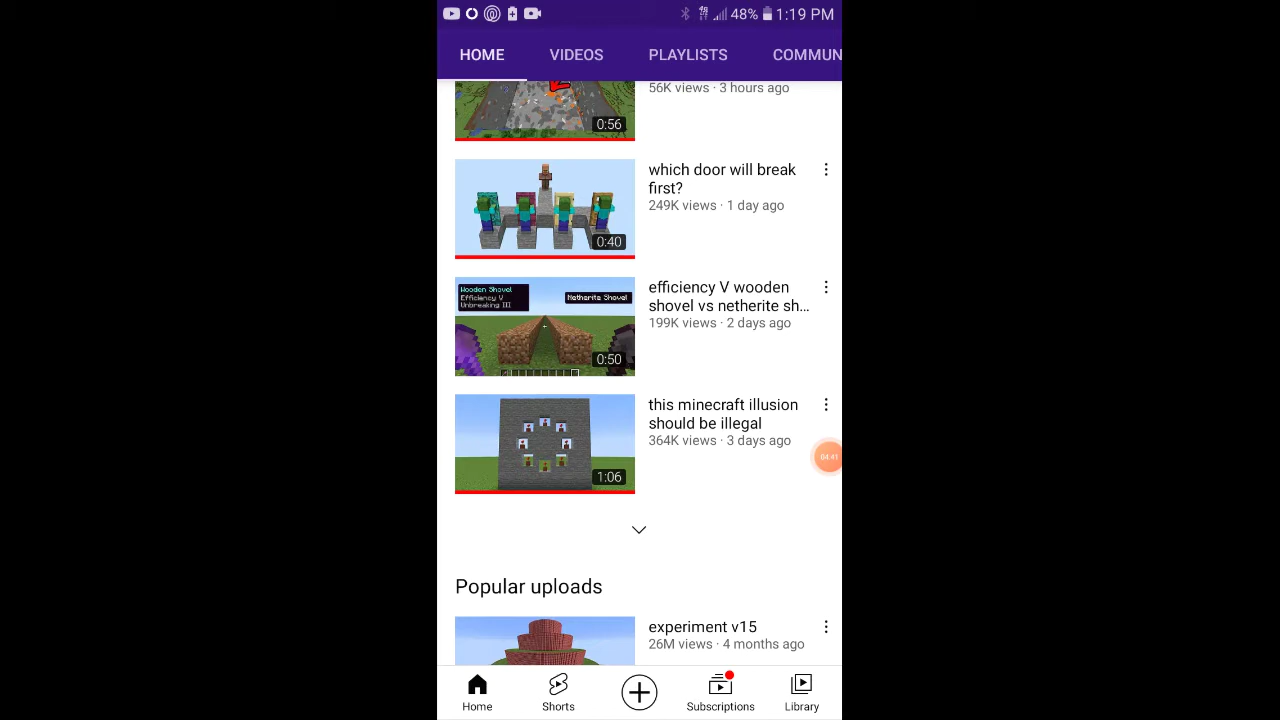 48% 1:19 PM
HOME VIDEOS PLAYLISTS COMMUN
56K views · 3 hours ago
0:56
which door will break
first?
249K views · 1 day ago
0:40
efficiency V wooden
shovel vs netherite sh...
199K views · 2 days ago
Wooden Shovel
Efficiency V
Unbreaking III
Netherite Shovel
0:50
this minecraft illusion
should be illegal
364K views · 3 days ago
1:06
04:41
Popular uploads
experiment v15
26M views · 4 months ago
Home Shorts Subscriptions Library